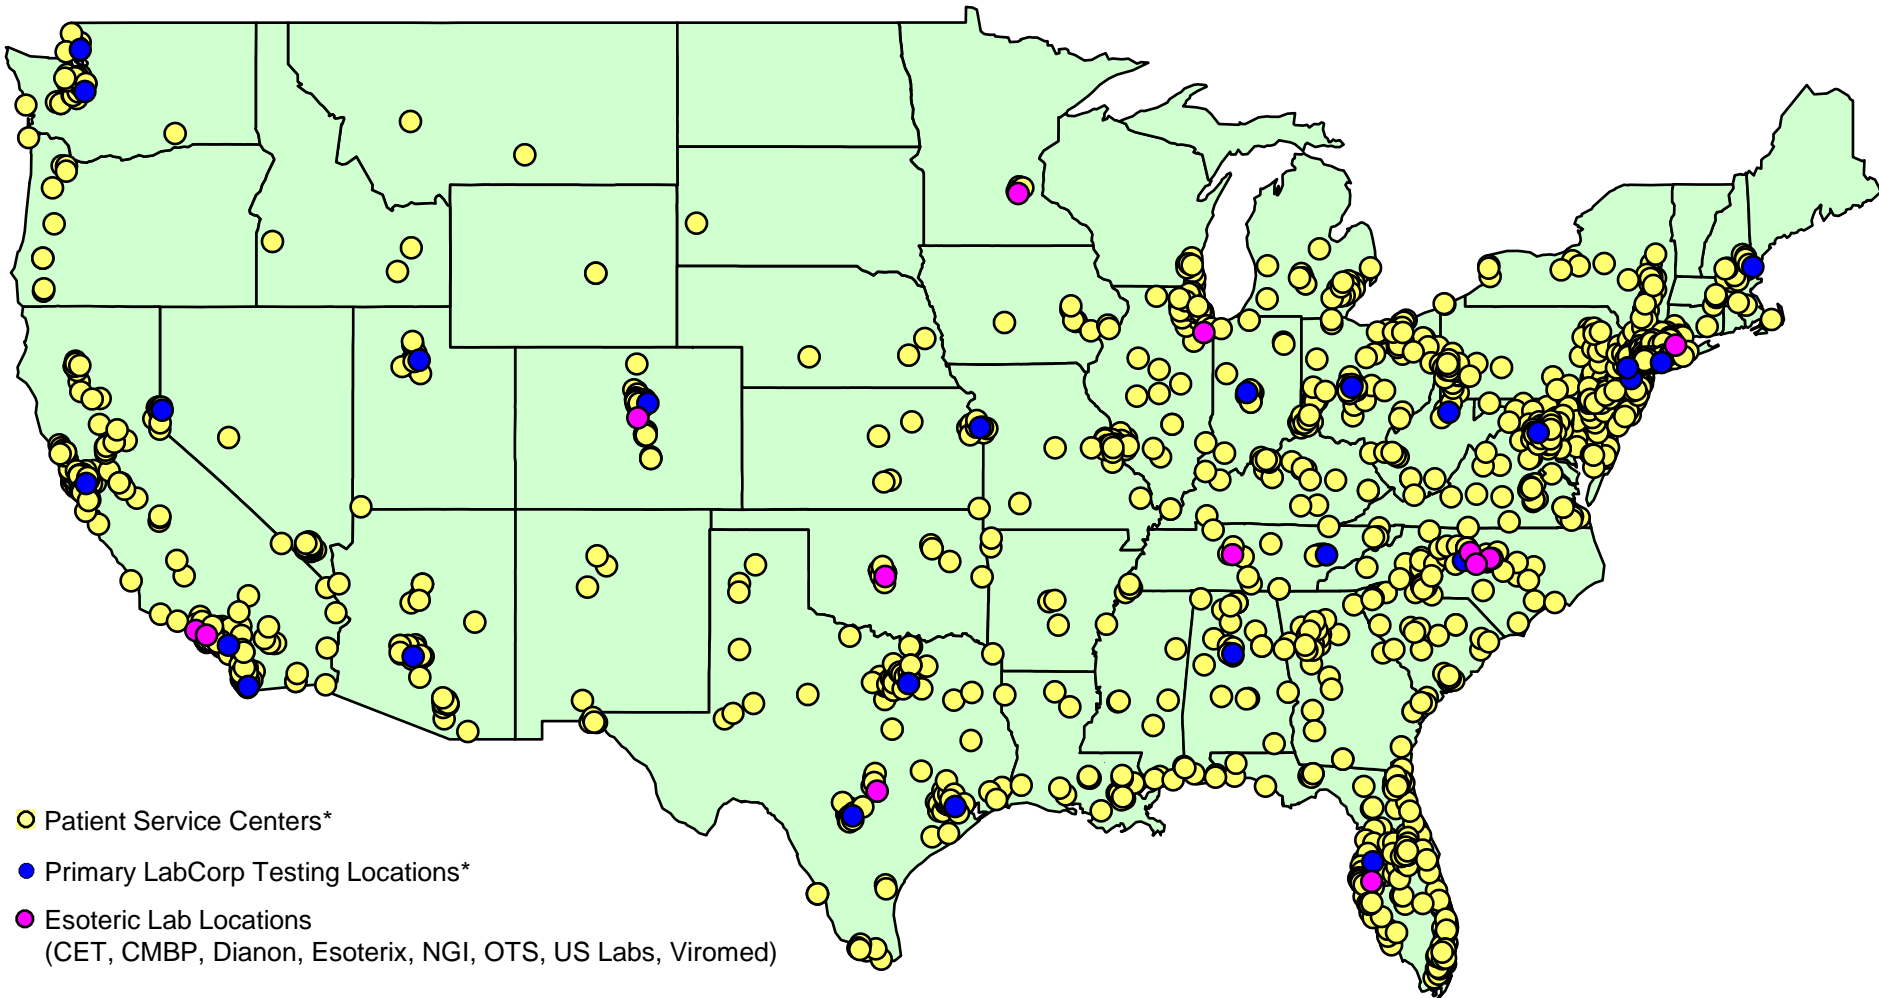 Patient Service Centers*
Primary LabCorp Testing Locations*
Esoteric Lab Locations
(CET, CMBP, Dianon, Esoterix, NGI, OTS, US Labs, Viromed)